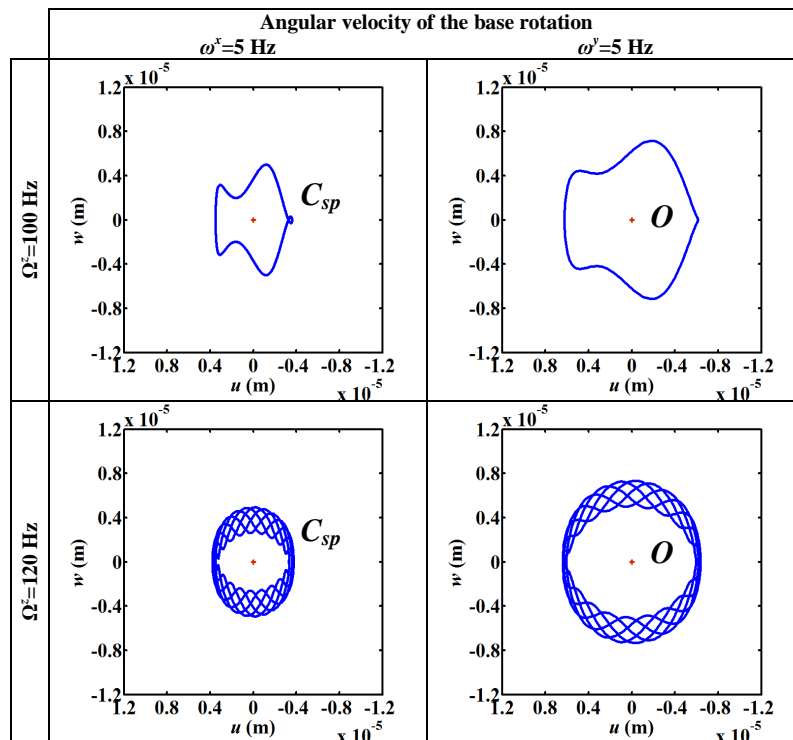 Angular velocity of the base rotation
ωˣ=5 Hz
ωʸ=5 Hz
Ωᶻ=100 Hz
x 10⁻⁵
1.2
0.8
0.4
0
-0.4
-0.8
-1.2
w (m)
C_sp
1.2 0.8 0.4 0 -0.4 -0.8 -1.2
u (m)
x 10⁻⁵
x 10⁻⁵
1.2
0.8
0.4
0
-0.4
-0.8
-1.2
w (m)
O
1.2 0.8 0.4 0 -0.4 -0.8 -1.2
u (m)
x 10⁻⁵
Ωᶻ=120 Hz
x 10⁻⁵
1.2
0.8
0.4
0
-0.4
-0.8
-1.2
w (m)
C_sp
1.2 0.8 0.4 0 -0.4 -0.8 -1.2
u (m)
x 10⁻⁵
x 10⁻⁵
1.2
0.8
0.4
0
-0.4
-0.8
-1.2
w (m)
O
1.2 0.8 0.4 0 -0.4 -0.8 -1.2
u (m)
x 10⁻⁵